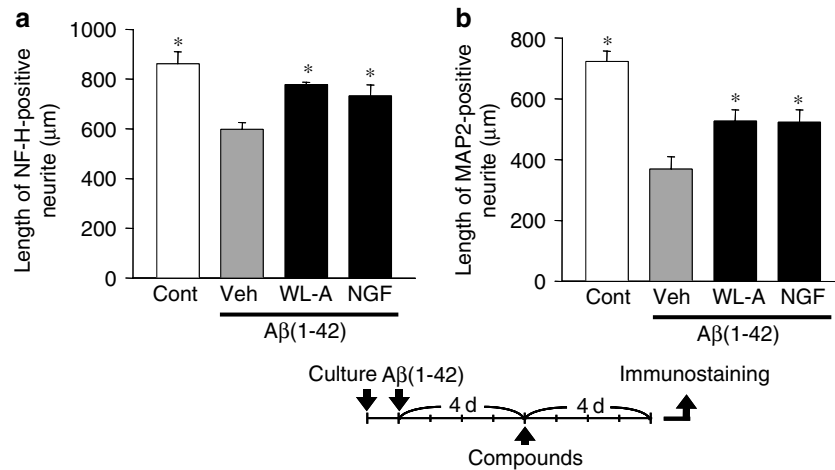 a
Length of NF-H-positive
neurite (μm)
1000
800
600
400
200
0
*
*
*
Cont
Veh
WL-A
NGF
Aβ(1-42)
b
Length of MAP2-positive
neurite (μm)
800
600
400
200
0
*
*
*
Cont
Veh
WL-A
NGF
Aβ(1-42)
Culture Aβ(1-42)
Immunostaining
4 d
4 d
Compounds